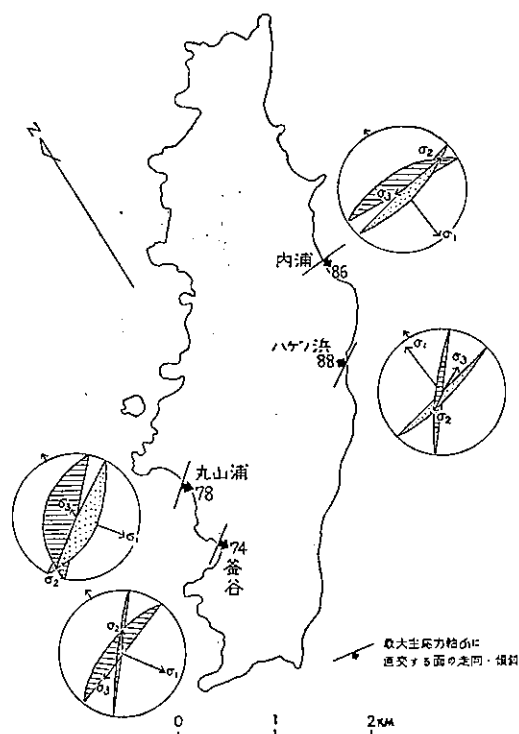 N
σ₂
σ₃
σ₁
内浦
86
ハゲノ浜
88
σ₁
σ₃
σ₂
丸山浦
78
σ₃
σ₁
σ₂
74
釜谷
σ₂
σ₁
σ₃
最大主応力軸σ₁に
直交する面の走向・傾斜
0 1 2KM